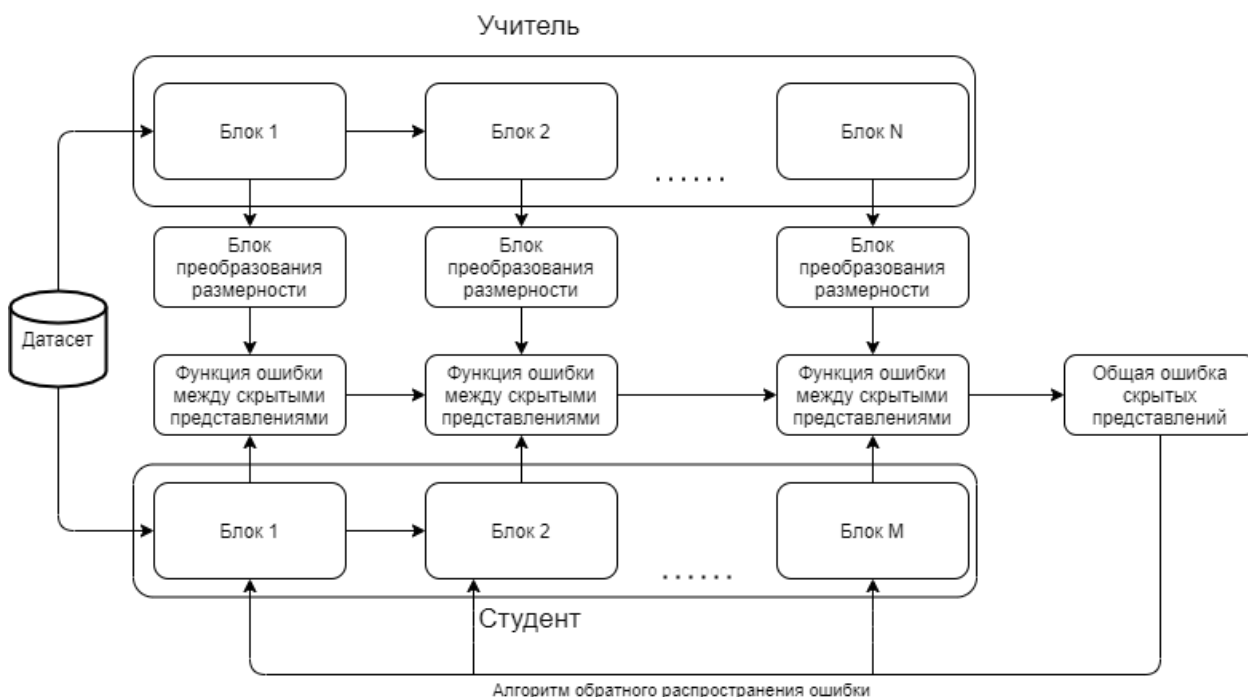 Учитель
Блок 1
Блок 2
Блок N
. . . . . .
Блок
преобразования
размерности
Блок
преобразования
размерности
Блок
преобразования
размерности
Датасет
Функция ошибки
между скрытыми
представлениями
Функция ошибки
между скрытыми
представлениями
Функция ошибки
между скрытыми
представлениями
Общая ошибка
скрытых
представлений
Блок 1
Блок 2
Блок M
. . . . . .
Студент
Алгоритм обратного распространения ошибки